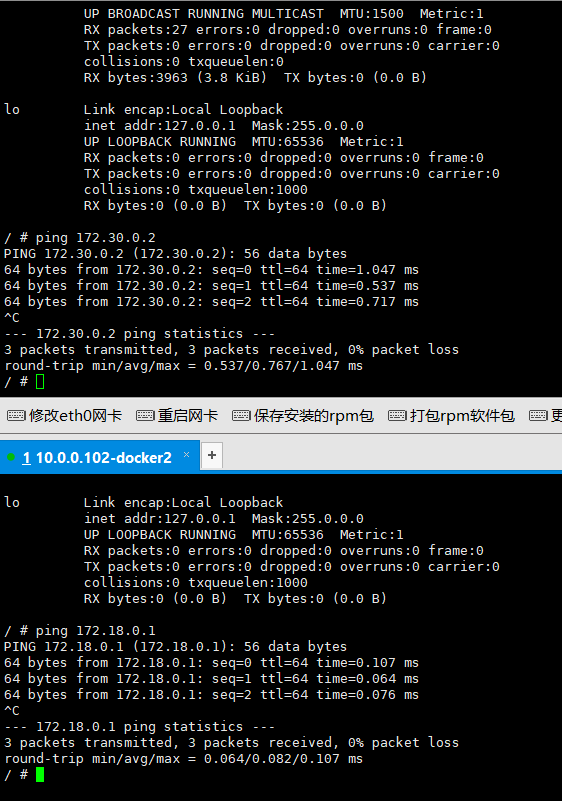 UP BROADCAST RUNNING MULTICAST  MTU:1500  Metric:1
RX packets:27 errors:0 dropped:0 overruns:0 frame:0
TX packets:0 errors:0 dropped:0 overruns:0 carrier:0
collisions:0 txqueuelen:0
RX bytes:3963 (3.8 KiB)  TX bytes:0 (0.0 B)
lo        Link encap:Local Loopback
inet addr:127.0.0.1  Mask:255.0.0.0
UP LOOPBACK RUNNING  MTU:65536  Metric:1
RX packets:0 errors:0 dropped:0 overruns:0 frame:0
TX packets:0 errors:0 dropped:0 overruns:0 carrier:0
collisions:0 txqueuelen:1000
RX bytes:0 (0.0 B)  TX bytes:0 (0.0 B)
/ # ping 172.30.0.2
PING 172.30.0.2 (172.30.0.2): 56 data bytes
64 bytes from 172.30.0.2: seq=0 ttl=64 time=1.047 ms
64 bytes from 172.30.0.2: seq=1 ttl=64 time=0.537 ms
64 bytes from 172.30.0.2: seq=2 ttl=64 time=0.717 ms
^C
--- 172.30.0.2 ping statistics ---
3 packets transmitted, 3 packets received, 0% packet loss
round-trip min/avg/max = 0.537/0.767/1.047 ms
/ #
修改eth0网卡 重启网卡 保存安装的rpm包 打包rpm软件包 更
1 10.0.0.102-docker2 × +
lo        Link encap:Local Loopback
inet addr:127.0.0.1  Mask:255.0.0.0
UP LOOPBACK RUNNING  MTU:65536  Metric:1
RX packets:0 errors:0 dropped:0 overruns:0 frame:0
TX packets:0 errors:0 dropped:0 overruns:0 carrier:0
collisions:0 txqueuelen:1000
RX bytes:0 (0.0 B)  TX bytes:0 (0.0 B)
/ # ping 172.18.0.1
PING 172.18.0.1 (172.18.0.1): 56 data bytes
64 bytes from 172.18.0.1: seq=0 ttl=64 time=0.107 ms
64 bytes from 172.18.0.1: seq=1 ttl=64 time=0.064 ms
64 bytes from 172.18.0.1: seq=2 ttl=64 time=0.076 ms
^C
--- 172.18.0.1 ping statistics ---
3 packets transmitted, 3 packets received, 0% packet loss
round-trip min/avg/max = 0.064/0.082/0.107 ms
/ #